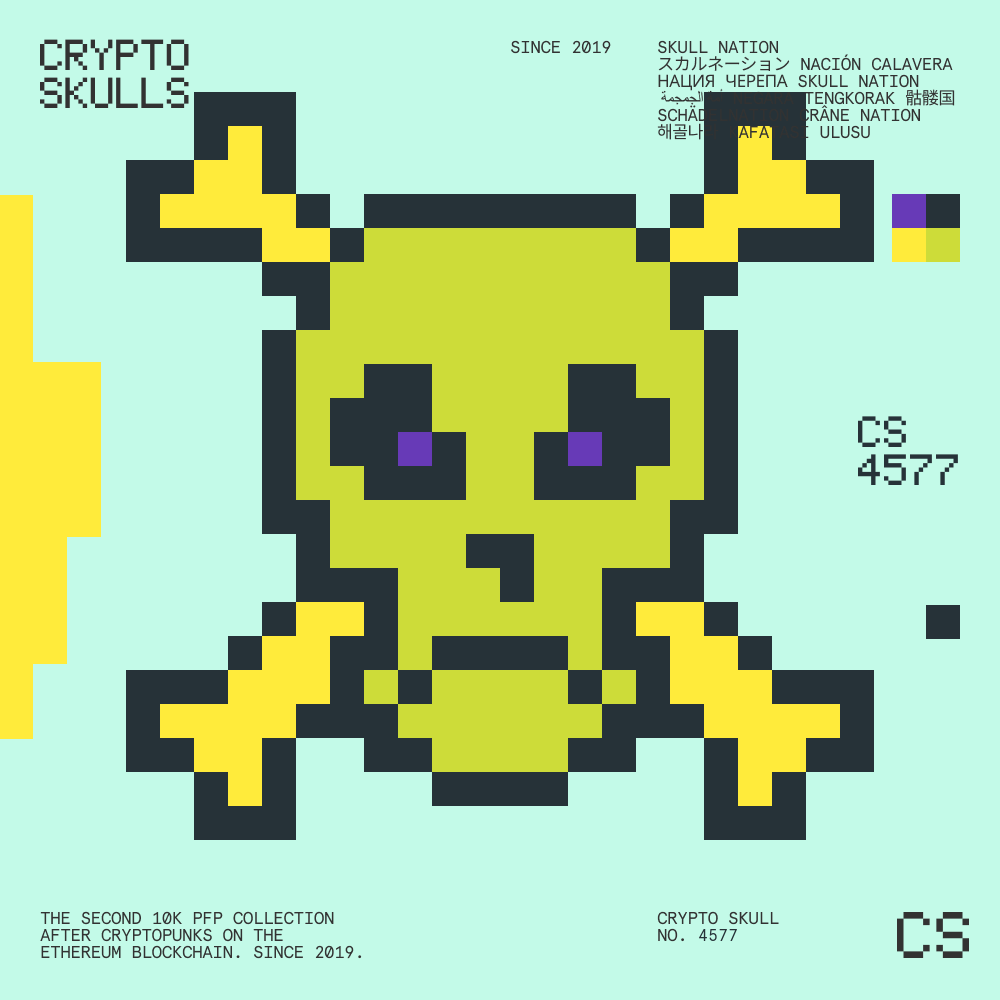 CRYPTO
SKULLS
SINCE 2019
SKULL NATION
スカルネーション NACIÓN CALAVERA
НАЦИЯ ЧЕРЕПА SKULL NATION
الجمجمة TENGKORAK 骷髅国
CRÂNE NATION
해골나 ULUSU
CS
4577
THE SECOND 10K PFP COLLECTION
AFTER CRYPTOPUNKS ON THE
ETHEREUM BLOCKCHAIN. SINCE 2019.
CRYPTO SKULL
NO. 4577
CS